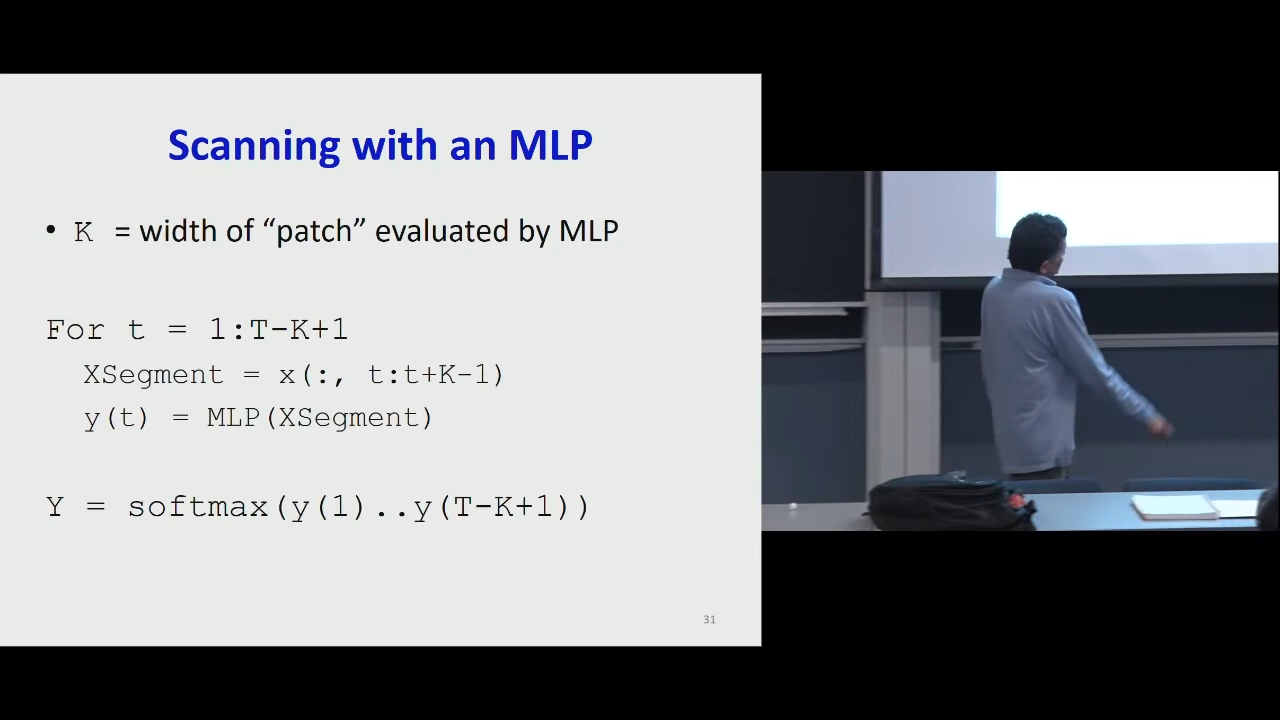 Scanning with an MLP
• K = width of “patch” evaluated by MLP
For t = 1:T-K+1
XSegment = x(:, t:t+K-1)
y(t) = MLP(XSegment)
Y = softmax(y(1)..y(T-K+1))
31